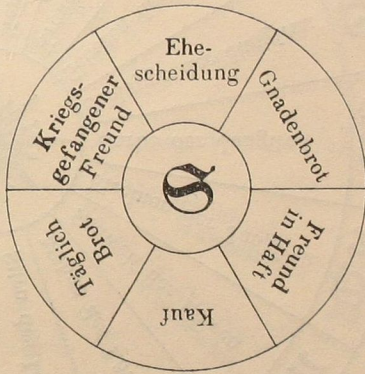 Ehe-
scheidung
Gnadenbrot
Freund
in Haft
Kauf
Täglich
Brot
Kriegs-
gefangener
Freund